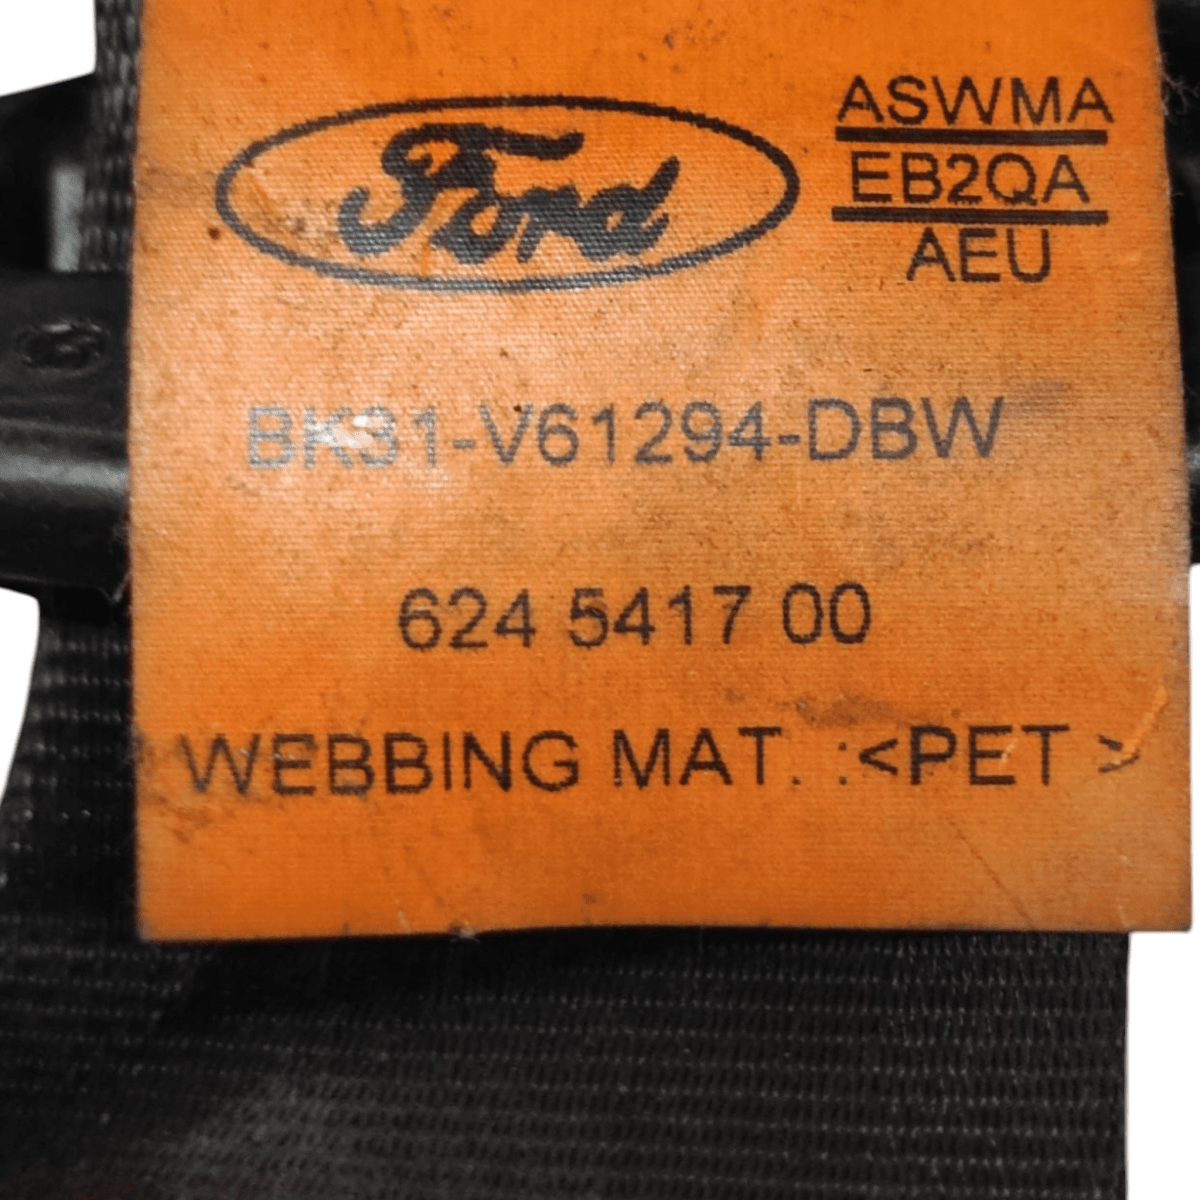 Ford
ASWMA
EB2QA
AEU
BK31-V61294-DBW
624 5417 00
WEBBING MAT. :<PET >